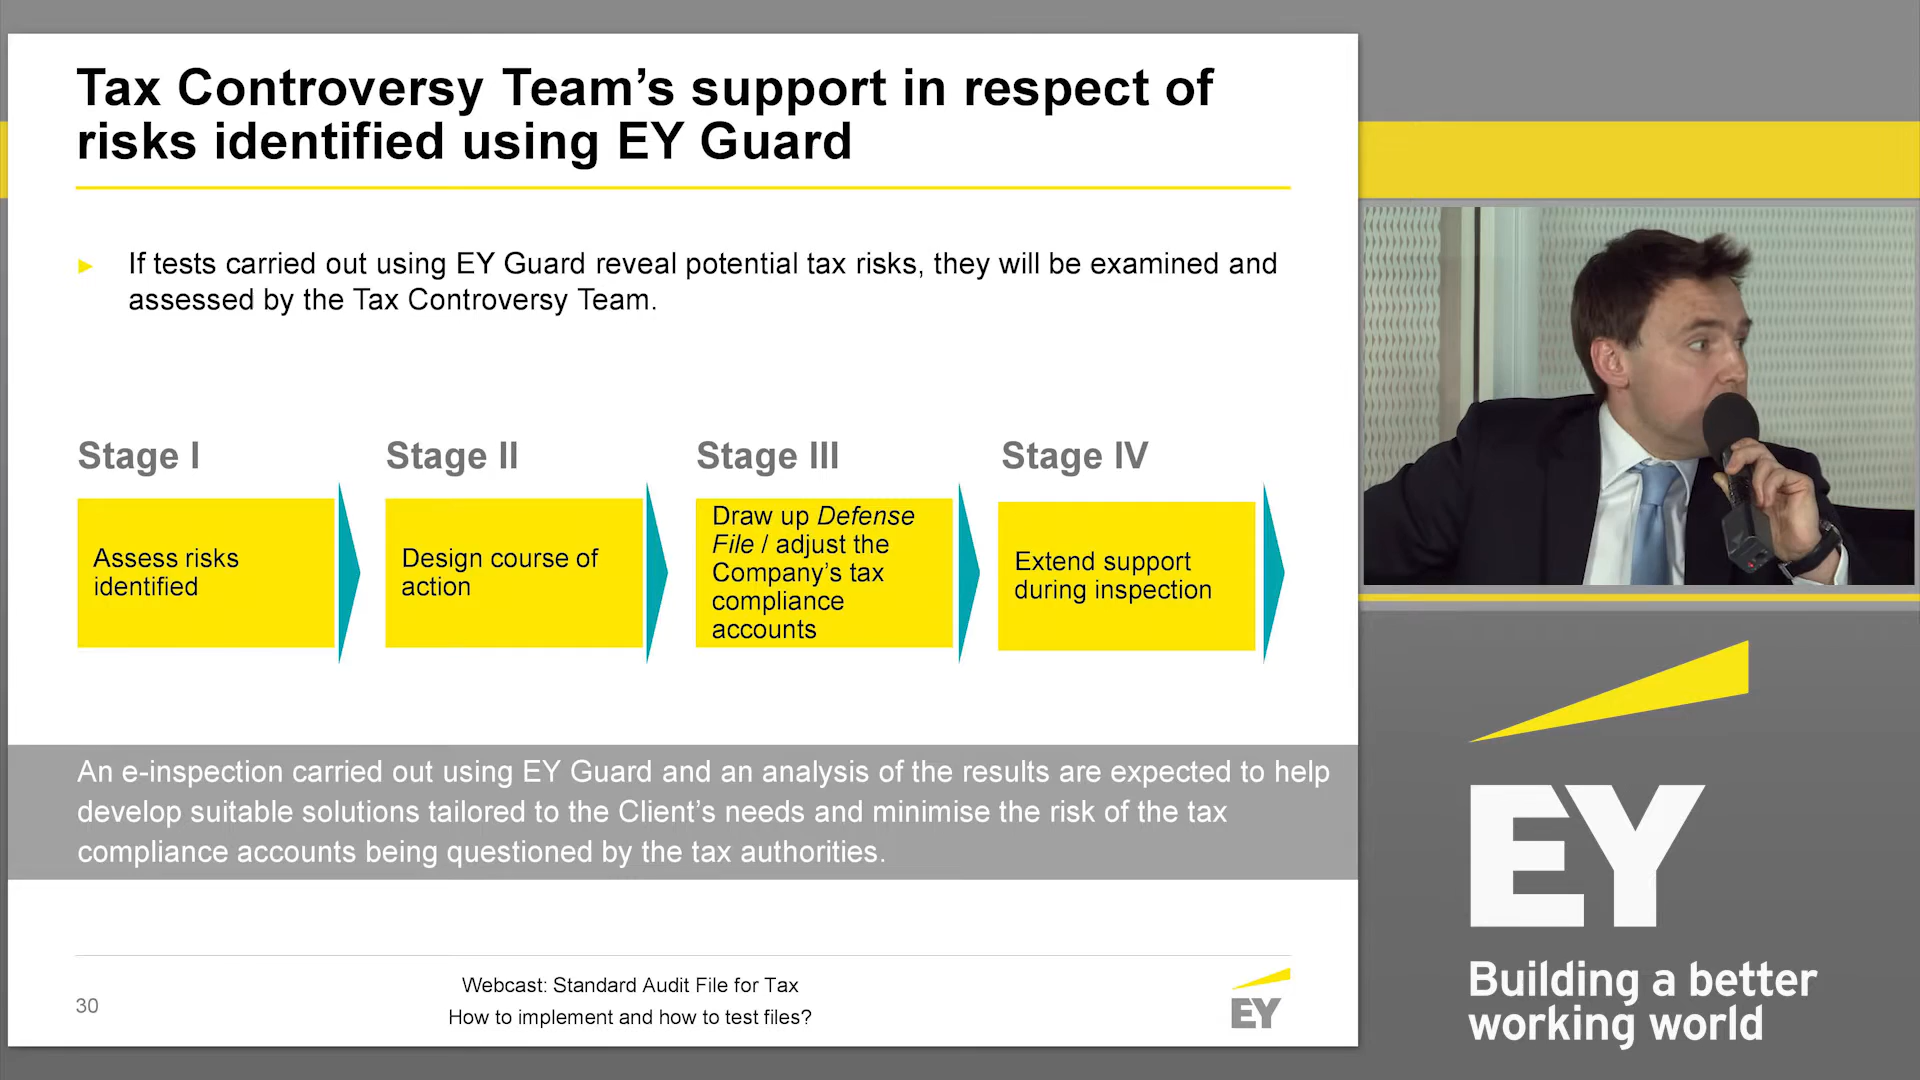 Tax Controversy Team’s support in respect of
risks identified using EY Guard
If tests carried out using EY Guard reveal potential tax risks, they will be examined and
assessed by the Tax Controversy Team.
Stage I
Assess risks
identified
Stage II
Design course of
action
Stage III
Draw up Defense
File / adjust the
Company’s tax
compliance
accounts
Stage IV
Extend support
during inspection
An e-inspection carried out using EY Guard and an analysis of the results are expected to help
develop suitable solutions tailored to the Client’s needs and minimise the risk of the tax
compliance accounts being questioned by the tax authorities.
30
Webcast: Standard Audit File for Tax
How to implement and how to test files?
EY
EY
Building a better
working world